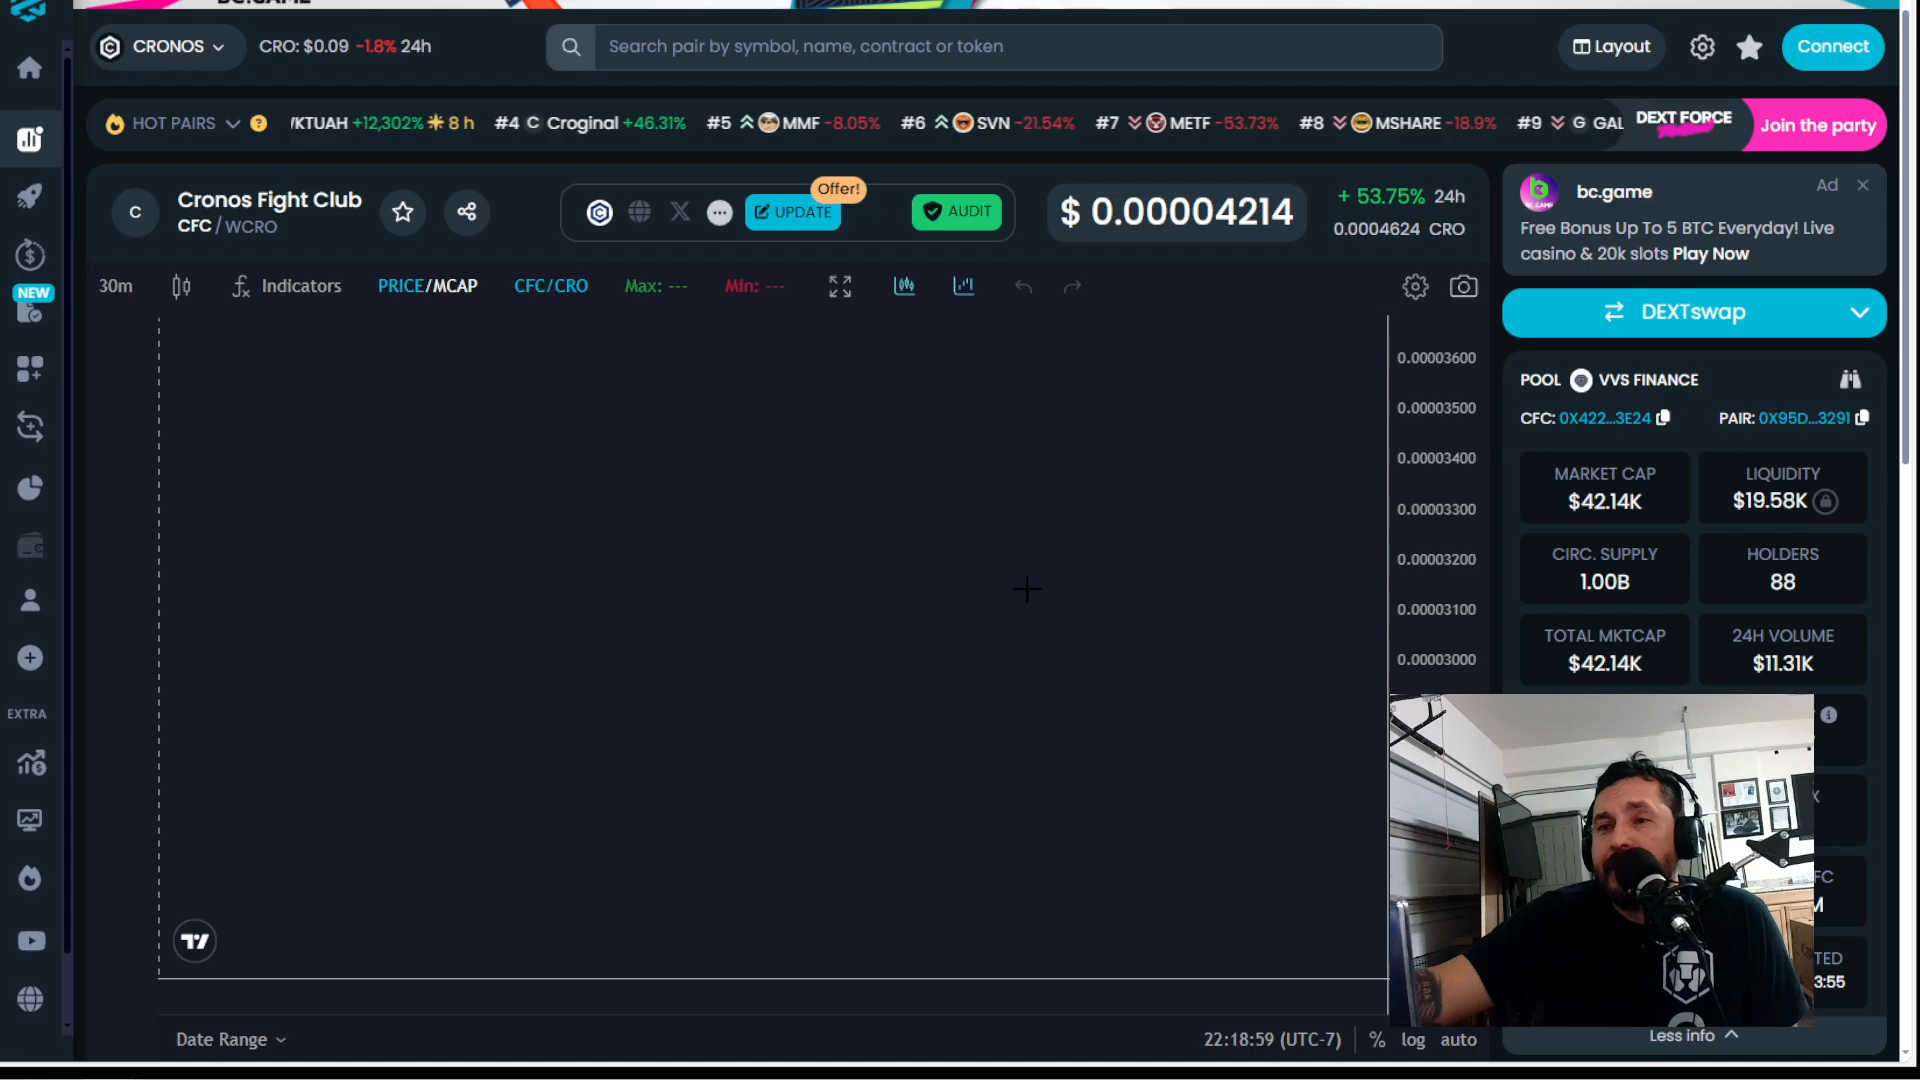 BC.GAME
CRONOS
CRO: $0.09 -1.8% 24h
Search pair by symbol, name, contract or token
Layout
Connect
HOT PAIRS ? /KTUAH +12,302% 8 h #4 C Croginal +46.31% #5 MMF -8.05% #6 SVN -21.54% #7 METF -53.73% #8 MSHARE -18.9% #9 G GAL
DEXT FORCE
Join the party
C
Cronos Fight Club
CFC / WCRO
Offer!
UPDATE
AUDIT
$ 0.00004214
+ 53.75% 24h
0.0004624 CRO
bc.game
Ad
Free Bonus Up To 5 BTC Everyday! Live
casino & 20k slots Play Now
NEW
30m
Indicators
PRICE/MCAP
CFC/CRO
Max: ---
Min: ---
DEXTswap
0.00003600
0.00003500
0.00003400
0.00003300
0.00003200
0.00003100
0.00003000
POOL VVS FINANCE
CFC: 0X422...3E24
PAIR: 0X95D...3291
MARKET CAP
$42.14K
LIQUIDITY
$19.58K
CIRC. SUPPLY
1.00B
HOLDERS
88
TOTAL MKTCAP
$42.14K
24H VOLUME
$11.31K
EXTRA
X
FC
M
TED
3:55
Date Range
22:18:59 (UTC-7)
%
log
auto
Less info